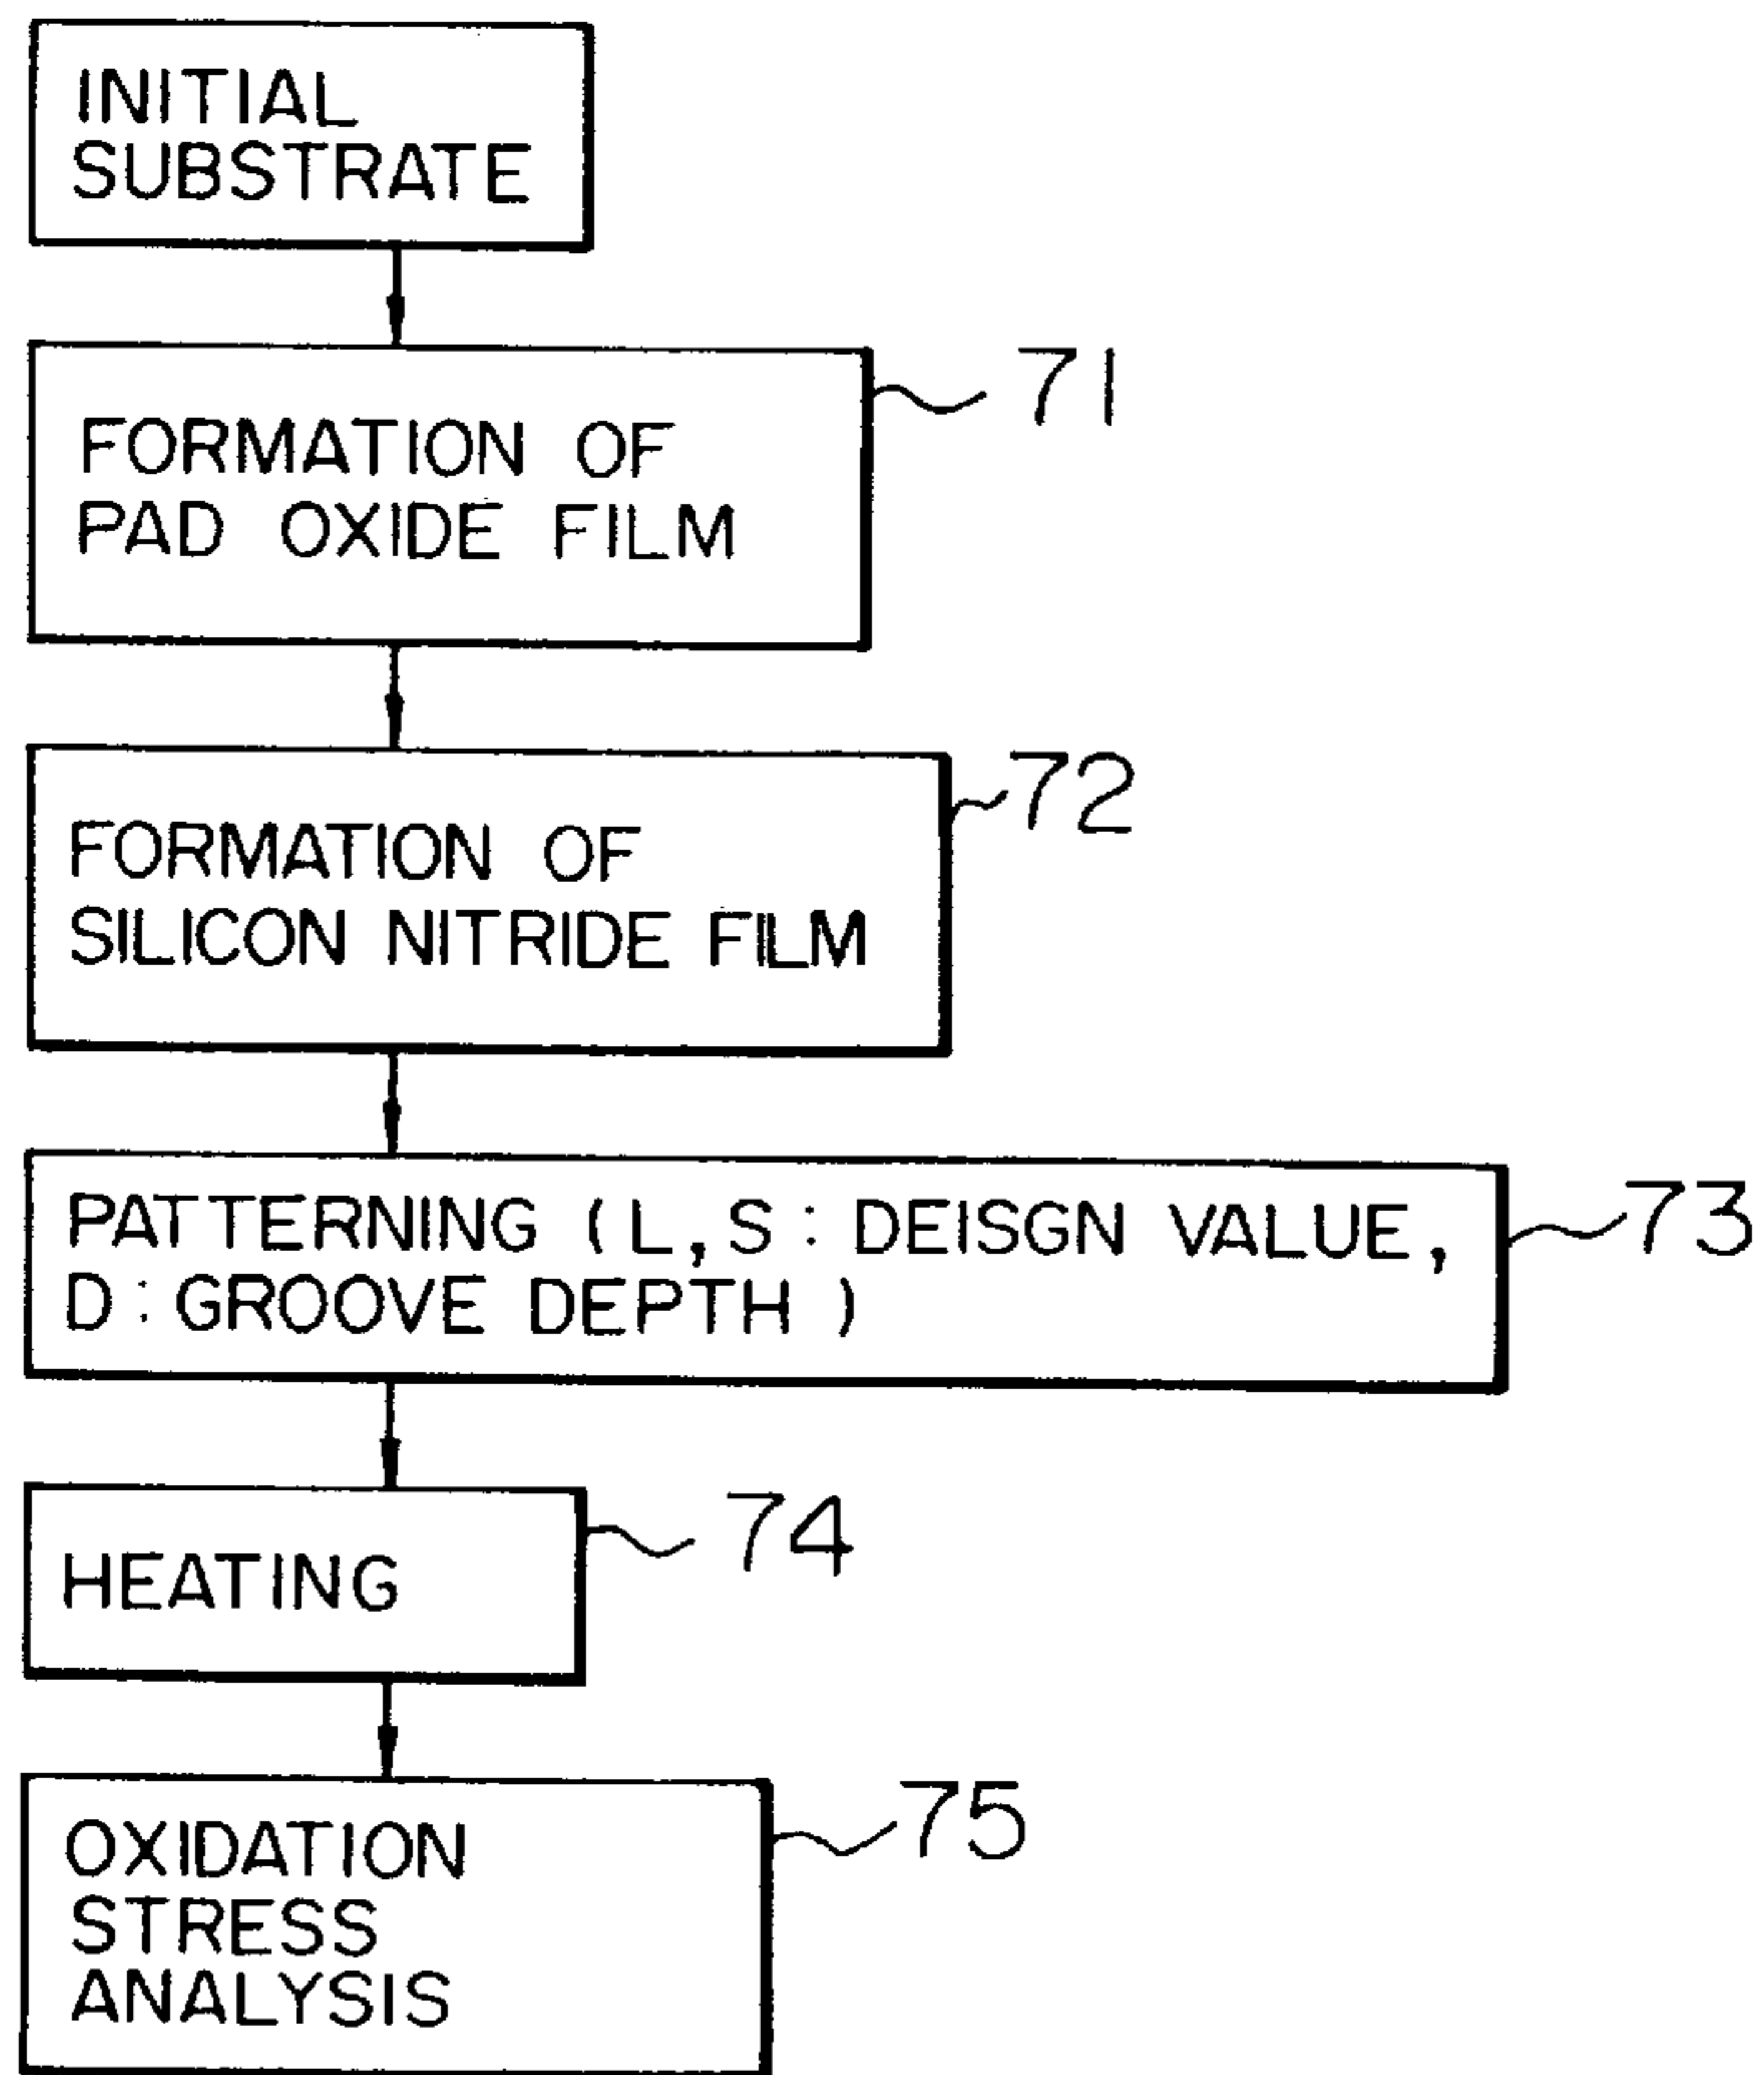 INITIAL
SUBSTRATE
71
FORMATION OF
PAD OXIDE FILM
72
FORMATION OF
SILICON NITRIDE FILM
73
PATTERNING (L,S : DEISGN VALUE,
D : GROOVE DEPTH)
74
HEATING
75
OXIDATION
STRESS
ANALYSIS